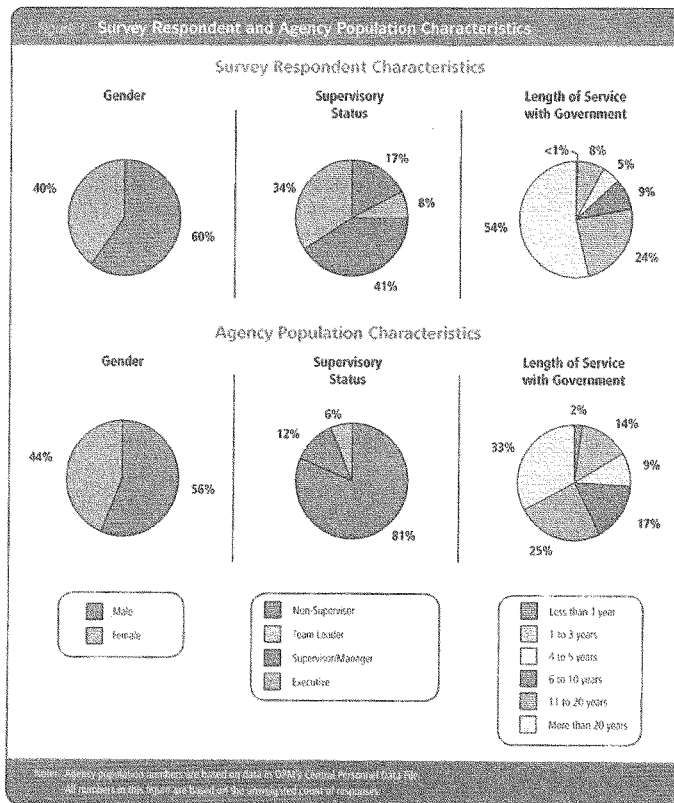 Survey Respondent and Agency Population Characteristics
Survey Respondent Characteristics
Gender
40%
60%
Supervisory
Status
17%
34%
8%
41%
Length of Service
with Government
<1%
8%
5%
9%
54%
24%
Agency Population Characteristics
Gender
44%
56%
Supervisory
Status
6%
12%
81%
Length of Service
with Government
2%
14%
33%
9%
17%
25%
Male
Female
Non-Supervisor
Team Leader
Supervisor/Manager
Executive
Less than 1 year
1 to 3 years
4 to 5 years
6 to 10 years
11 to 20 years
More than 20 years
Note: Agency population numbers are based on data in OPM's Central Personnel Data File.
All numbers in this figure are based on the unweighted count of responses.